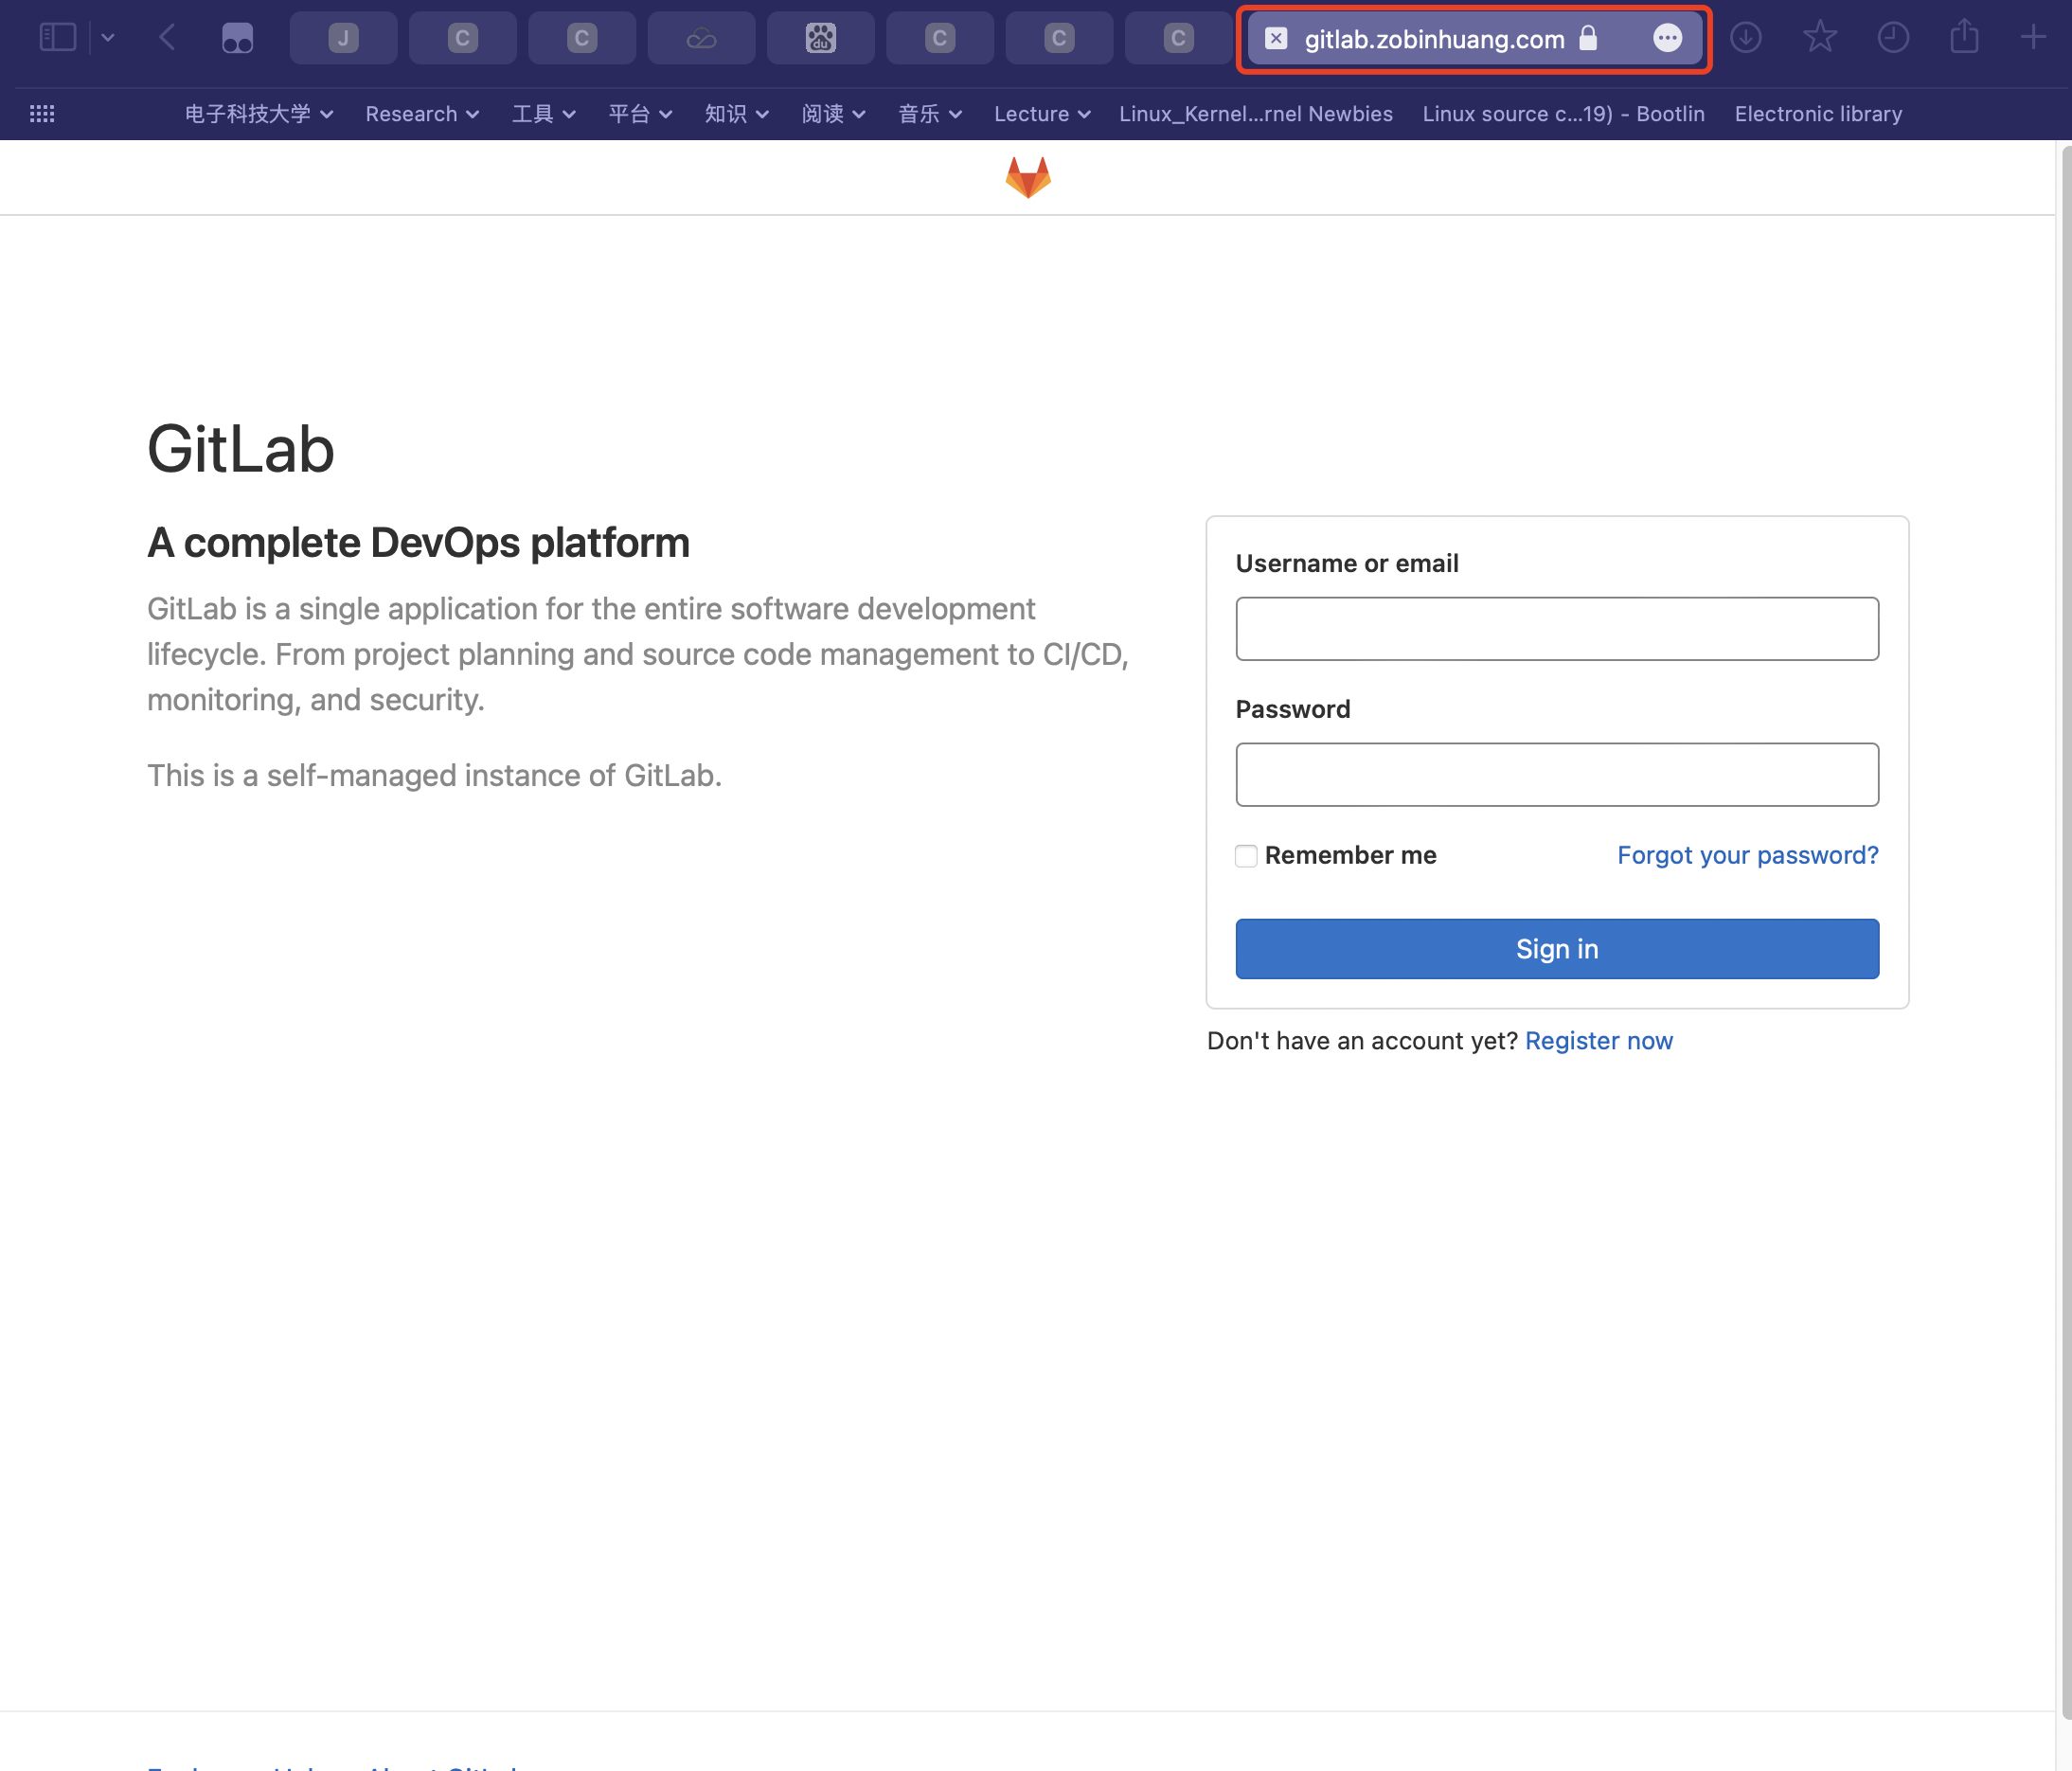 J
C
C
du
C
C
C
gitlab.zobinhuang.com
电子科技大学 Research 工具 平台 知识 阅读 音乐 Lecture Linux_Kernel...rnel Newbies Linux source c...19) - Bootlin Electronic library
GitLab
A complete DevOps platform
GitLab is a single application for the entire software development
lifecycle. From project planning and source code management to CI/CD,
monitoring, and security.
This is a self-managed instance of GitLab.
Username or email
Password
Remember me
Forgot your password?
Sign in
Don't have an account yet? Register now